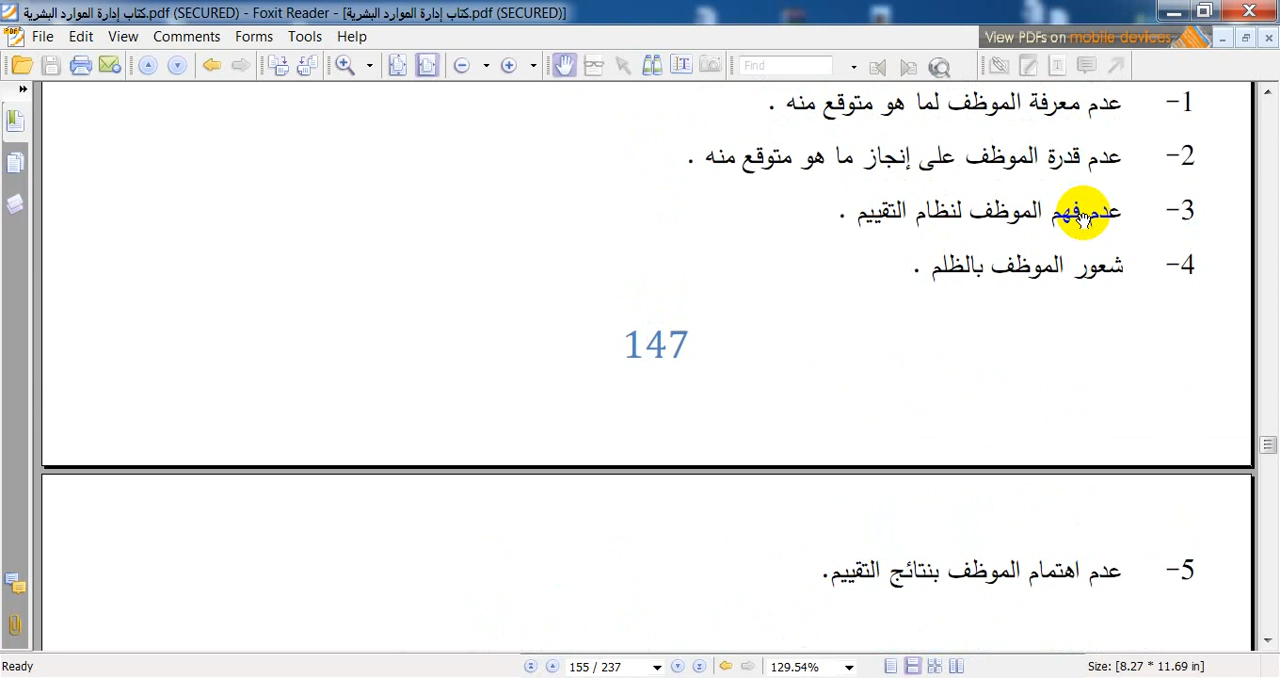 كتاب إدارة الموارد البشرية.pdf (SECURED) - Foxit Reader - [كتاب إدارة الموارد البشرية.pdf (SECURED)]
File Edit View Comments Forms Tools Help
View PDFs on mobile devices
Find
1- عدم معرفة الموظف لما هو متوقع منه .
2- عدم قدرة الموظف على إنجاز ما هو متوقع منه .
3- عدم فهم الموظف لنظام التقييم .
4- شعور الموظف بالظلم .
147
5- عدم اهتمام الموظف بنتائج التقييم.
Ready 155 / 237 129.54% Size: [8.27 * 11.69 in]